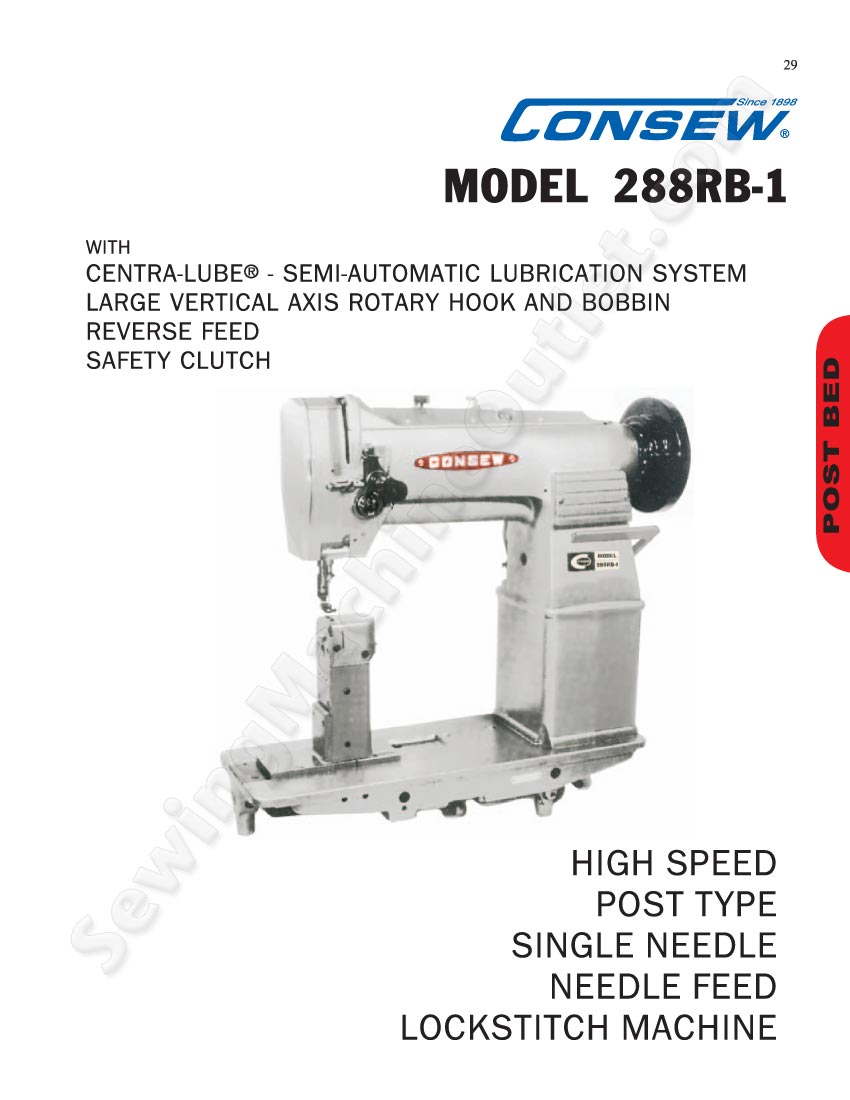 29
Since 1898
CONSEW®
MODEL 288RB-1
WITH
CENTRA-LUBE® - SEMI-AUTOMATIC LUBRICATION SYSTEM
LARGE VERTICAL AXIS ROTARY HOOK AND BOBBIN
REVERSE FEED
SAFETY CLUTCH
POST BED
CONSEW
MODEL
288RB-1
SewingMachineOutlet.com
HIGH SPEED
POST TYPE
SINGLE NEEDLE
NEEDLE FEED
LOCKSTITCH MACHINE